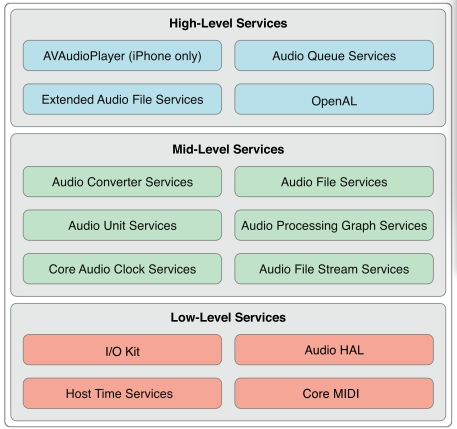 High-Level Services
AVAudioPlayer (iPhone only)
Audio Queue Services
Extended Audio File Services
OpenAL
Mid-Level Services
Audio Converter Services
Audio File Services
Audio Unit Services
Audio Processing Graph Services
Core Audio Clock Services
Audio File Stream Services
Low-Level Services
I/O Kit
Audio HAL
Host Time Services
Core MIDI